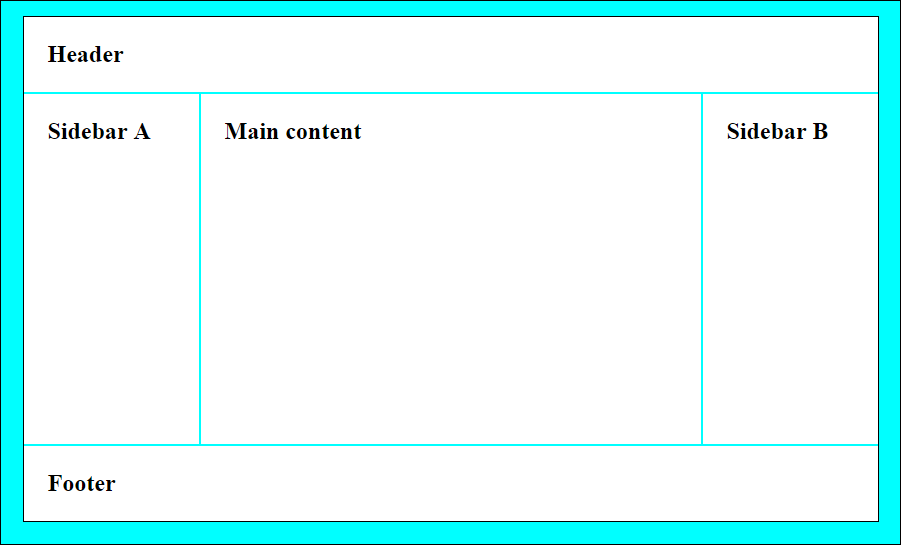 Header
Sidebar A
Main content
Sidebar B
Footer